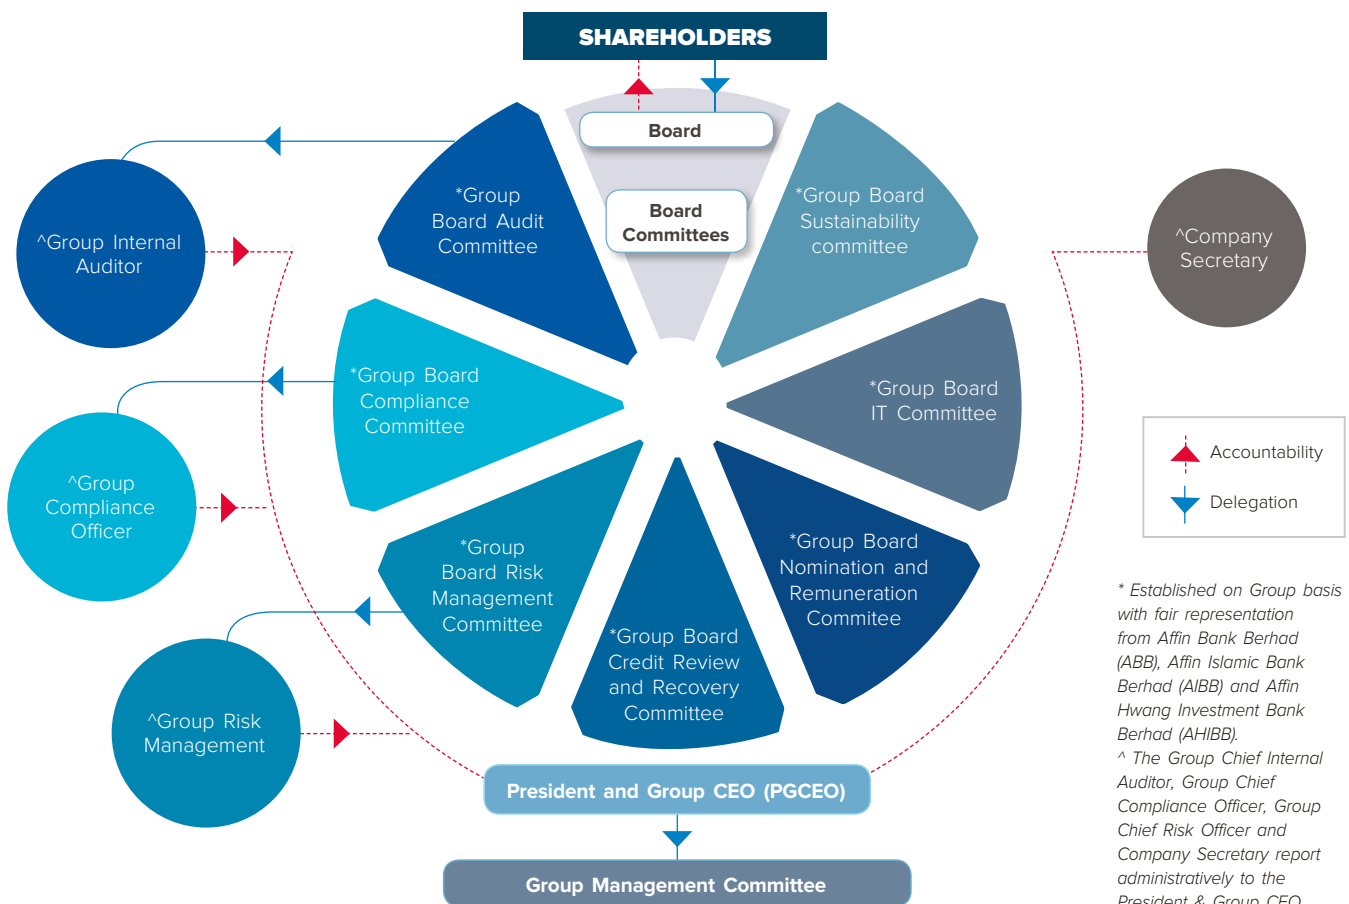 SHAREHOLDERS
Board
Board
Committees
*Group
Board Audit
Committee
*Group Board
Sustainability
committee
^Group Internal
Auditor
^Company
Secretary
*Group Board
Compliance
Committee
*Group Board
IT Committee
^Group
Compliance
Officer
*Group
Board Risk
Management
Committee
*Group Board
Nomination and
Remuneration
Commitee
*Group Board
Credit Review
and Recovery
Committee
^Group Risk
Management
President and Group CEO (PGCEO)
Group Management Committee
Accountability
Delegation
* Established on Group basis
with fair representation
from Affin Bank Berhad
(ABB), Affin Islamic Bank
Berhad (AIBB) and Affin
Hwang Investment Bank
Berhad (AHIBB).
^ The Group Chief Internal
Auditor, Group Chief
Compliance Officer, Group
Chief Risk Officer and
Company Secretary report
administratively to the
President & Group CEO